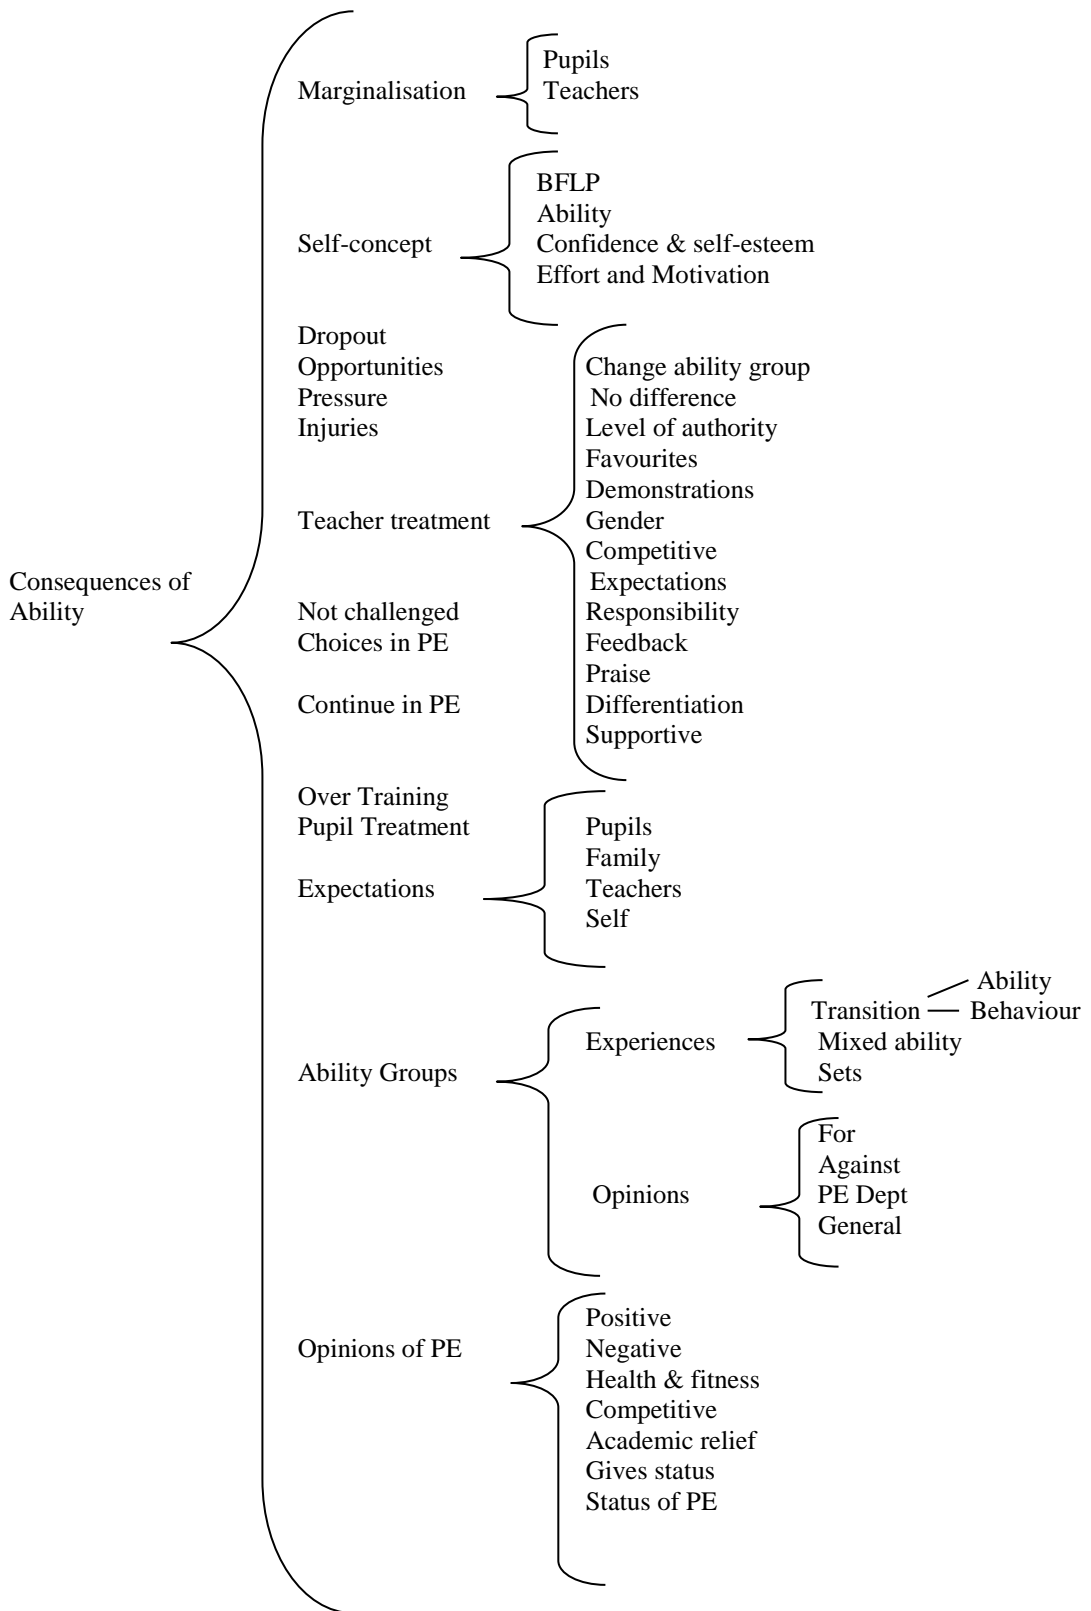 Consequences of
Ability
Marginalisation
Pupils
Teachers
Self-concept
BFLP
Ability
Confidence & self-esteem
Effort and Motivation
Dropout
Opportunities
Pressure
Injuries
Teacher treatment
Change ability group
No difference
Level of authority
Favourites
Demonstrations
Gender
Competitive
Expectations
Responsibility
Feedback
Praise
Differentiation
Supportive
Not challenged
Choices in PE
Continue in PE
Over Training
Pupil Treatment
Expectations
Pupils
Family
Teachers
Self
Ability Groups
Experiences
Transition
Ability
Behaviour
Mixed ability
Sets
Opinions
For
Against
PE Dept
General
Opinions of PE
Positive
Negative
Health & fitness
Competitive
Academic relief
Gives status
Status of PE